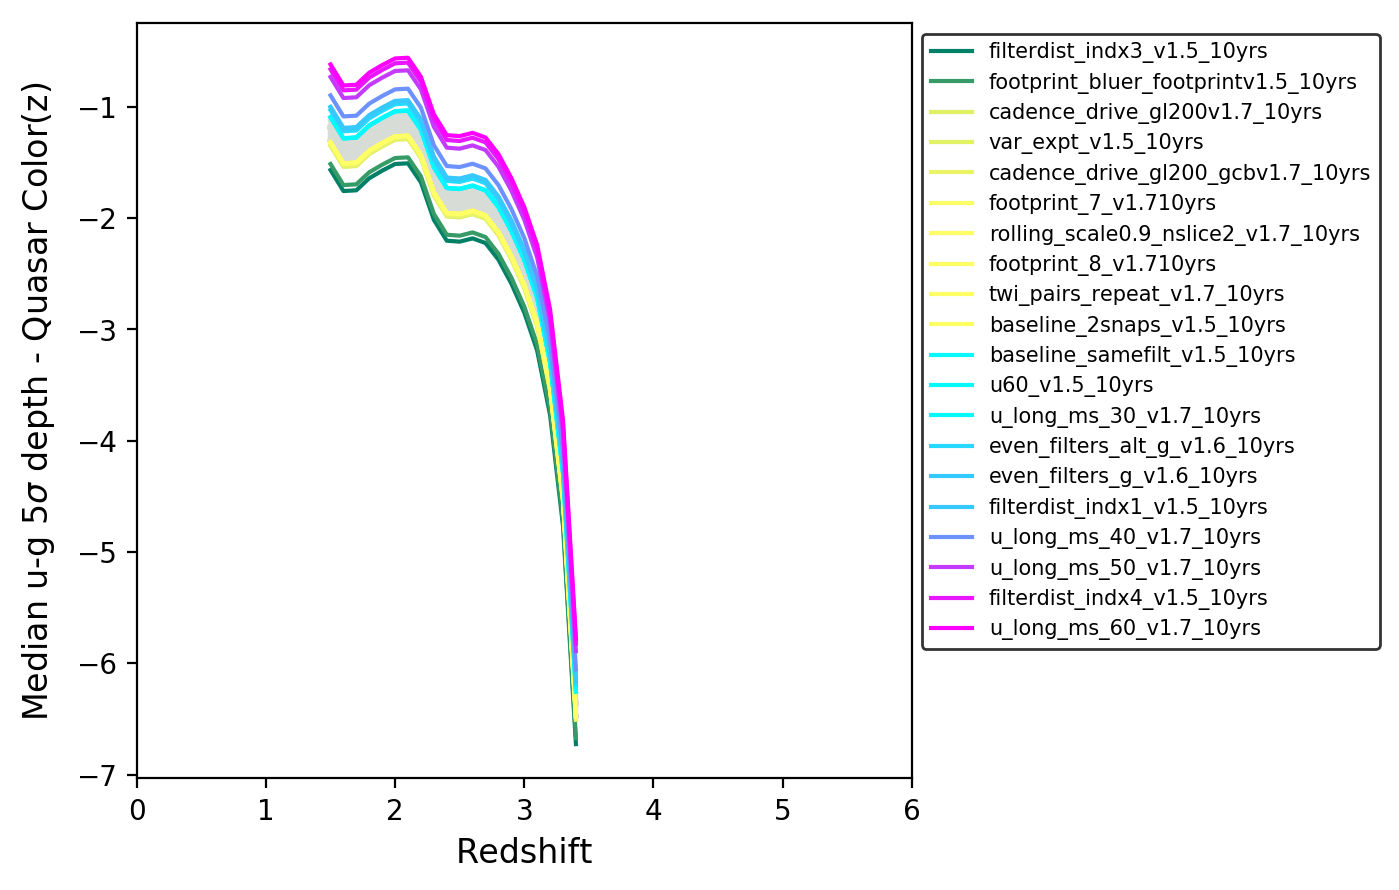 Median u-g 5σ depth - Quasar Color(z)
−1
−2
−3
−4
−5
−6
−7
0
1
2
3
4
5
6
Redshift
filterdist_indx3_v1.5_10yrs
footprint_bluer_footprintv1.5_10yrs
cadence_drive_gl200v1.7_10yrs
var_expt_v1.5_10yrs
cadence_drive_gl200_gcbv1.7_10yrs
footprint_7_v1.710yrs
rolling_scale0.9_nslice2_v1.7_10yrs
footprint_8_v1.710yrs
twi_pairs_repeat_v1.7_10yrs
baseline_2snaps_v1.5_10yrs
baseline_samefilt_v1.5_10yrs
u60_v1.5_10yrs
u_long_ms_30_v1.7_10yrs
even_filters_alt_g_v1.6_10yrs
even_filters_g_v1.6_10yrs
filterdist_indx1_v1.5_10yrs
u_long_ms_40_v1.7_10yrs
u_long_ms_50_v1.7_10yrs
filterdist_indx4_v1.5_10yrs
u_long_ms_60_v1.7_10yrs